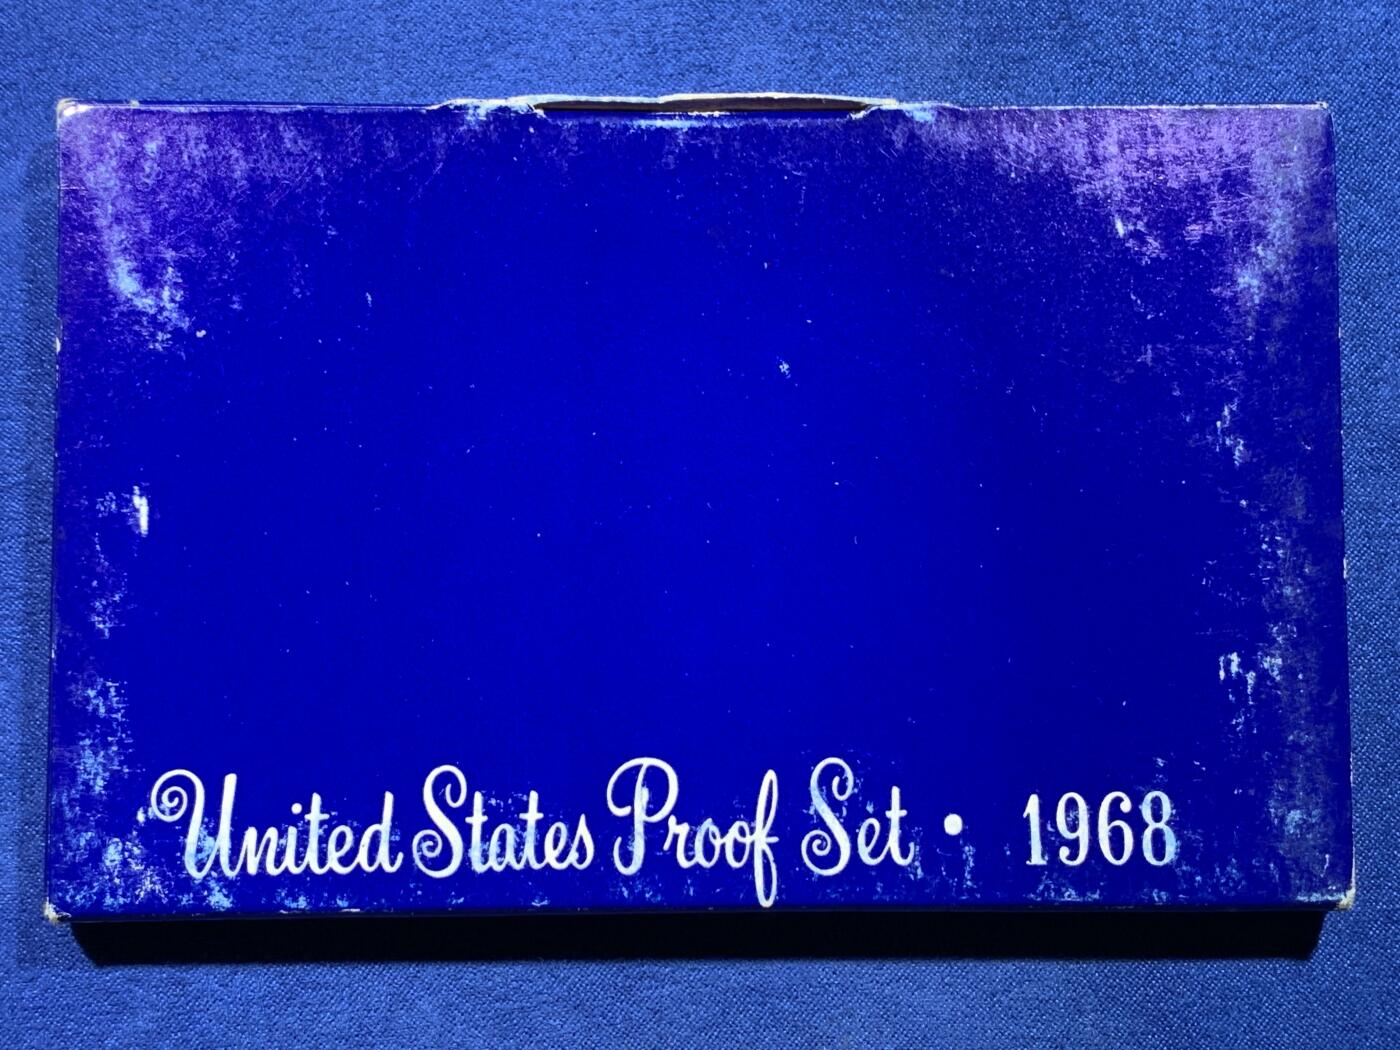 United States Proof Set • 1968